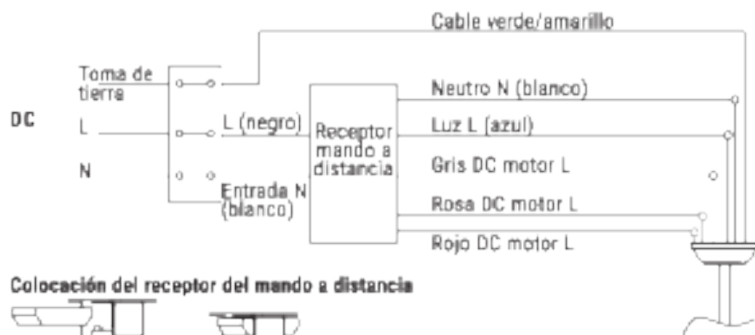 Cable verde/amarillo
Toma de
tierra
Neutro N (blanco)
DC
L
L (negro)
Receptor
mando a
distancia
Luz L (azul)
N
Gris DC motor L
Entrada N
(blanco)
Rosa DC motor L
Rojo DC motor L
Colocación del receptor del mando a distancia